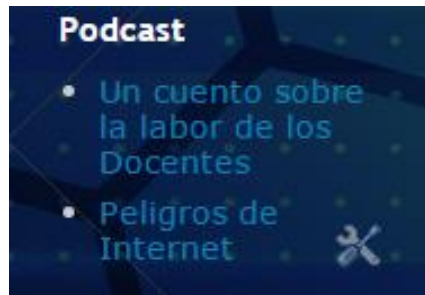 Podcast
Un cuento sobre
la labor de los
Docentes
Peligros de
Internet